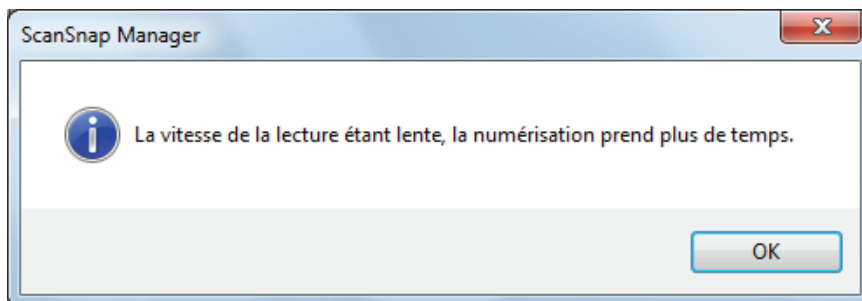 ScanSnap Manager
La vitesse de la lecture étant lente, la numérisation prend plus de temps.
OK